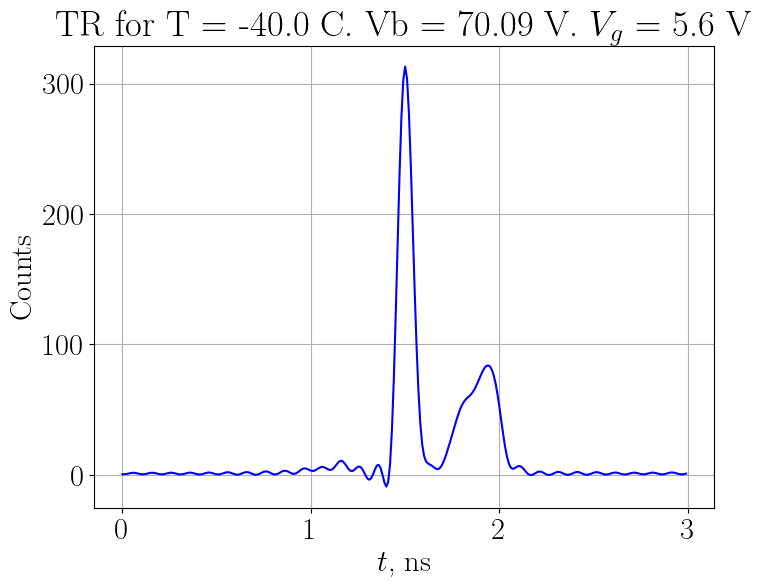 TR for T = -40.0 C. Vb = 70.09 V. V_g = 5.6 V
Counts
300
200
100
0
0 1 2 3
t, ns